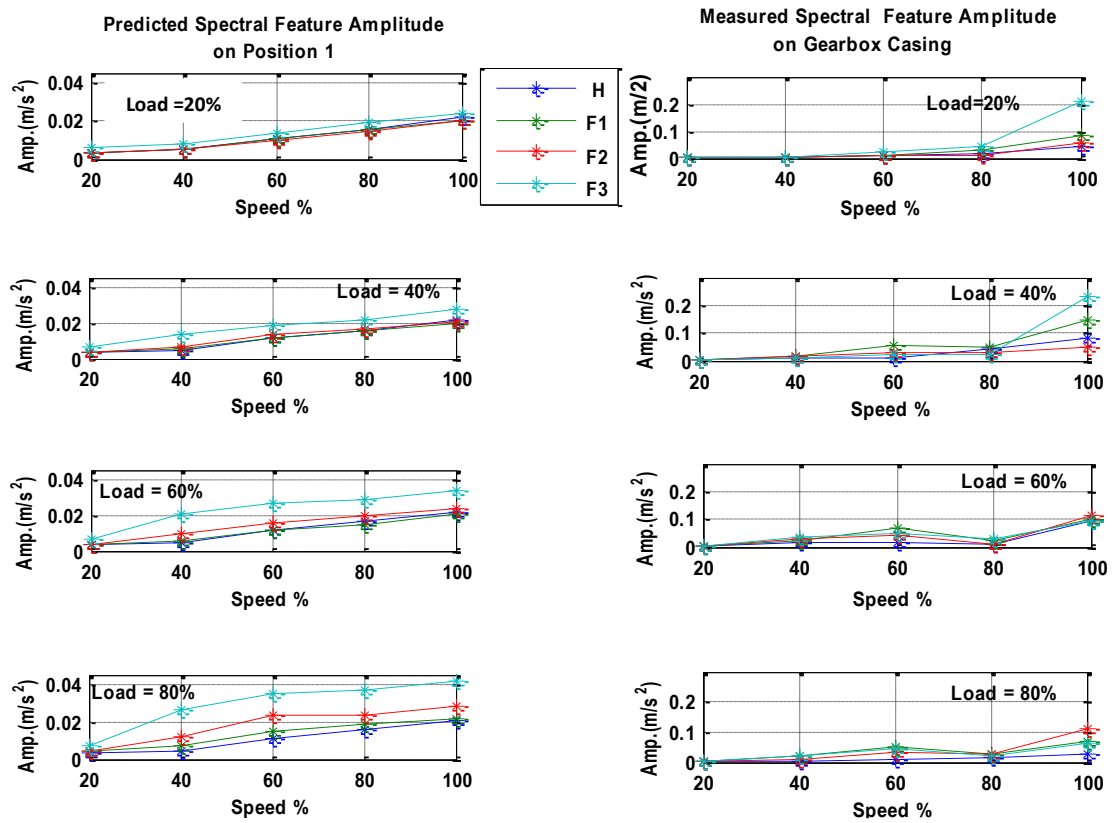 Predicted Spectral Feature Amplitude
on Position 1
Amp.(m/s²)
0.04
0.02
0
Load =20%
20 40 60 80 100
Speed %
H
F1
F2
F3
Measured Spectral Feature Amplitude
on Gearbox Casing
Amp.(m/2)
0.2
0.1
0
Load=20%
20 40 60 80 100
Speed %
Amp.(m/s²)
0.04
0.02
0
Load = 40%
20 40 60 80 100
Speed %
Amp.(m/s²)
0.2
0.1
0
Load = 40%
20 40 60 80 100
Speed %
Amp.(m/s²)
0.04
0.02
0
Load = 60%
20 40 60 80 100
Speed %
Amp.(m/s²)
0.2
0.1
0
Load = 60%
20 40 60 80 100
Speed %
Amp.(m/s²)
0.04
0.02
0
Load = 80%
20 40 60 80 100
Speed %
Amp.(m/s²)
0.2
0.1
0
Load = 80%
20 40 60 80 100
Speed %